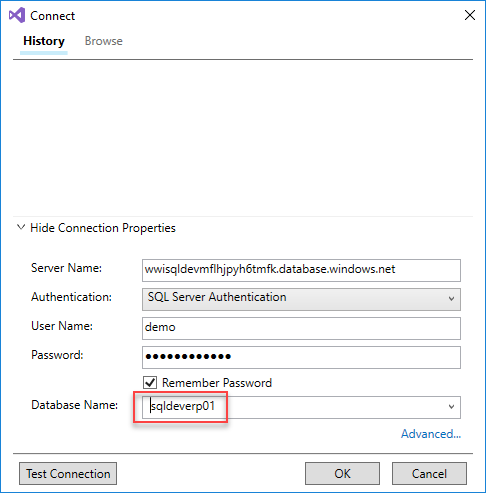 Connect
History Browse
Hide Connection Properties
Server Name: wwisqldevmflhjpyh6tmfk.database.windows.net
Authentication: SQL Server Authentication
User Name: demo
Password: ●●●●●●●●●●●●
Remember Password
Database Name: sqldeverp01
Advanced...
Test Connection OK Cancel